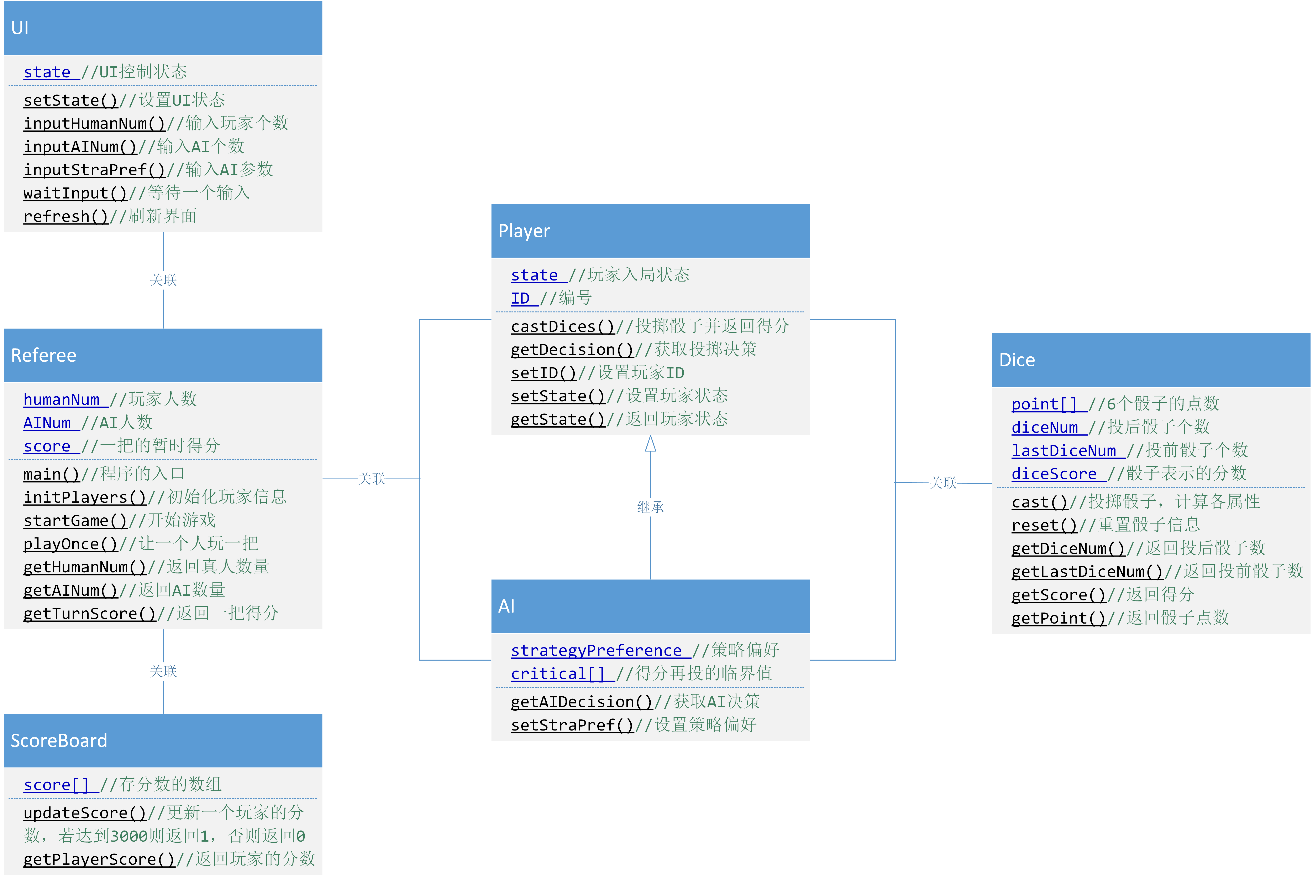 UI
state //UI控制状态
setState()//设置UI状态
inputHumanNum()//输入玩家个数
inputAINum()//输入AI个数
inputStraPref()//输入AI参数
waitInput()//等待一个输入
refresh()//刷新界面
关联
Referee
humanNum //玩家人数
AINum //AI人数
score //一把的暂时得分
main()//程序的入口
initPlayers()//初始化玩家信息
startGame()//开始游戏
playOnce()//让一个人玩一把
getHumanNum()//返回真人数量
getAINum()//返回AI数量
getTurnScore()//返回一把得分
关联
ScoreBoard
score[] //存分数的数组
updateScore()//更新一个玩家的分
数，若达到3000则返回1，否则返回0
getPlayerScore()//返回玩家的分数
关联
Player
state //玩家入局状态
ID //编号
castDices()//投掷骰子并返回得分
getDecision()//获取投掷决策
setID()//设置玩家ID
setState()//设置玩家状态
getState()//返回玩家状态
继承
AI
strategyPreference //策略偏好
critical[] //得分再投的临界值
getAIDecision()//获取AI决策
setStraPref()//设置策略偏好
关联
Dice
point[] //6个骰子的点数
diceNum //投后骰子个数
lastDiceNum //投前骰子个数
diceScore //骰子表示的分数
cast()//投掷骰子，计算各属性
reset()//重置骰子信息
getDiceNum()//返回投后骰子数
getLastDiceNum()//返回投前骰子数
getScore()//返回得分
getPoint()//返回骰子点数